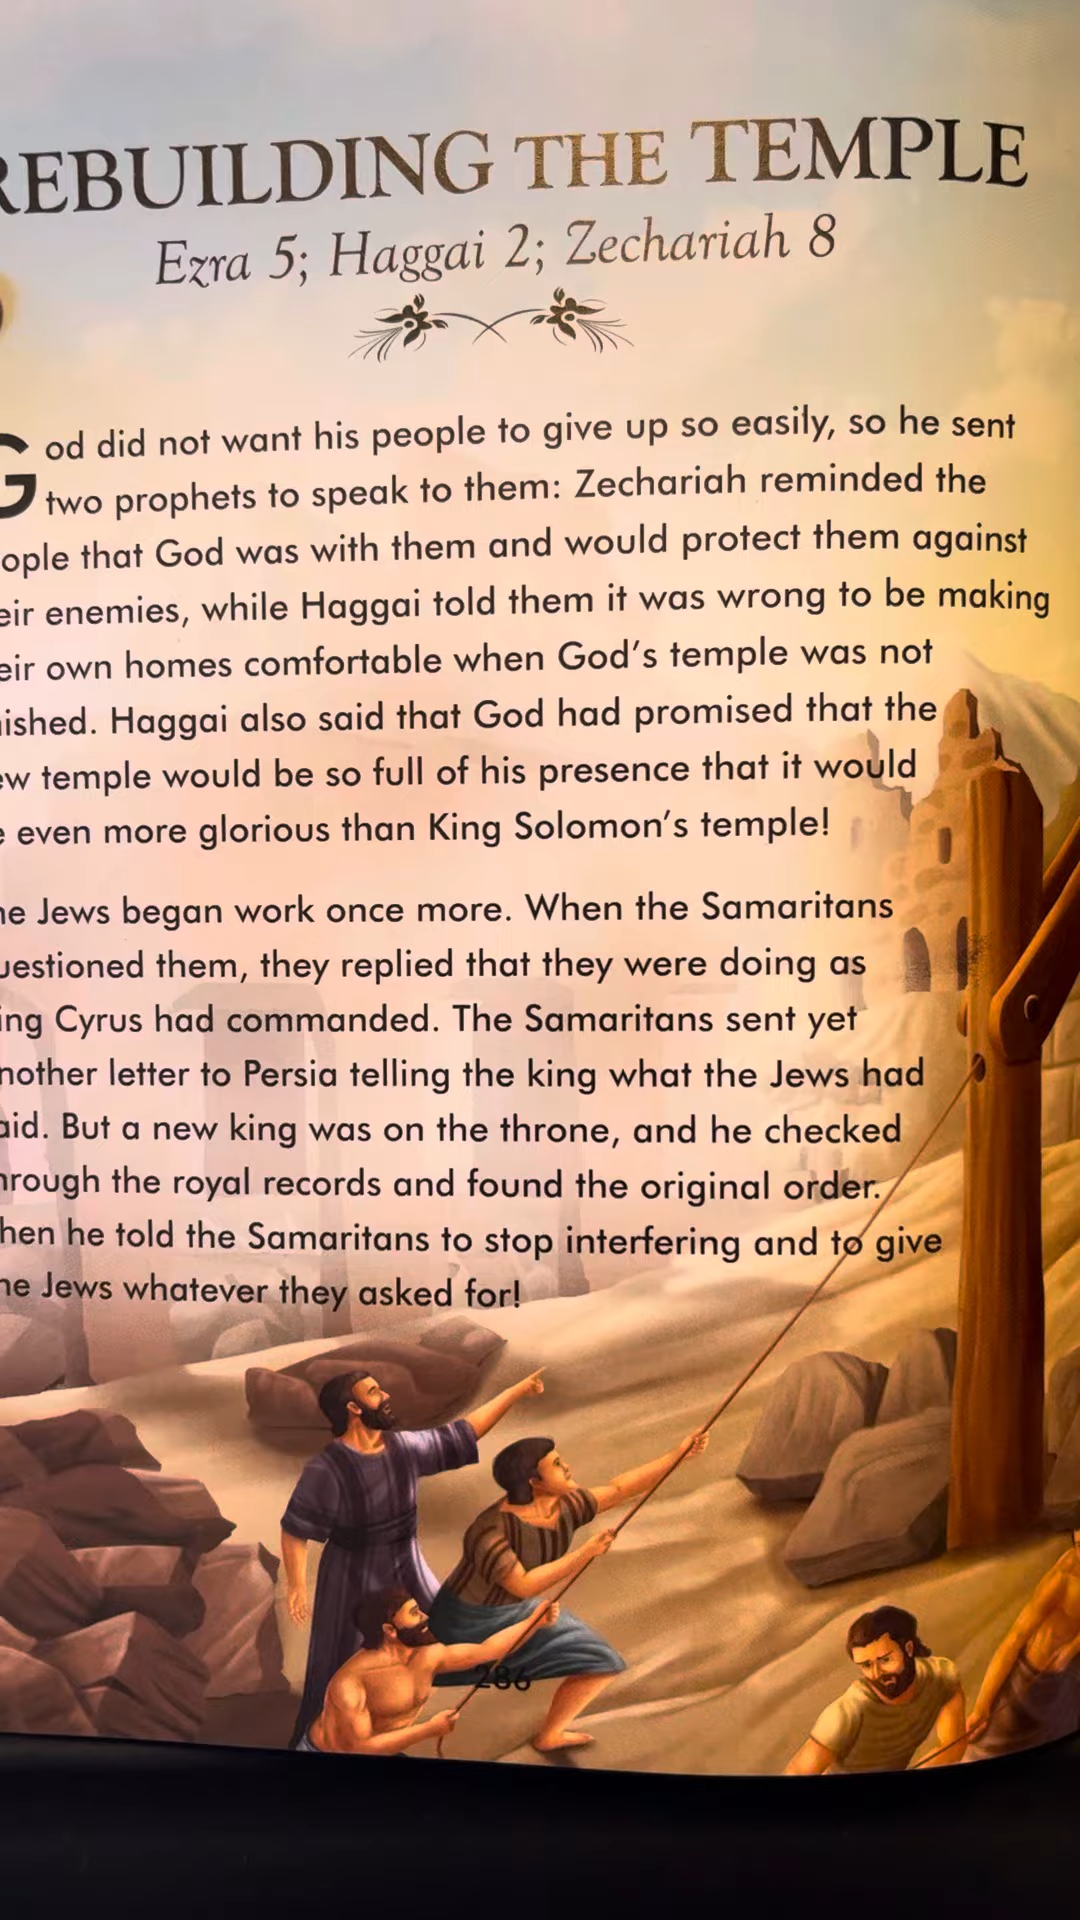 REBUILDING THE TEMPLE
Ezra 5; Haggai 2; Zechariah 8
God did not want his people to give up so easily, so he sent
two prophets to speak to them: Zechariah reminded the
ople that God was with them and would protect them against
eir enemies, while Haggai told them it was wrong to be making
eir own homes comfortable when God's temple was not
ished. Haggai also said that God had promised that the
ew temple would be so full of his presence that it would
e even more glorious than King Solomon's temple!
he Jews began work once more. When the Samaritans
uestioned them, they replied that they were doing as
ing Cyrus had commanded. The Samaritans sent yet
nother letter to Persia telling the king what the Jews had
aid. But a new king was on the throne, and he checked
hrough the royal records and found the original order.
hen he told the Samaritans to stop interfering and to give
he Jews whatever they asked for!
286